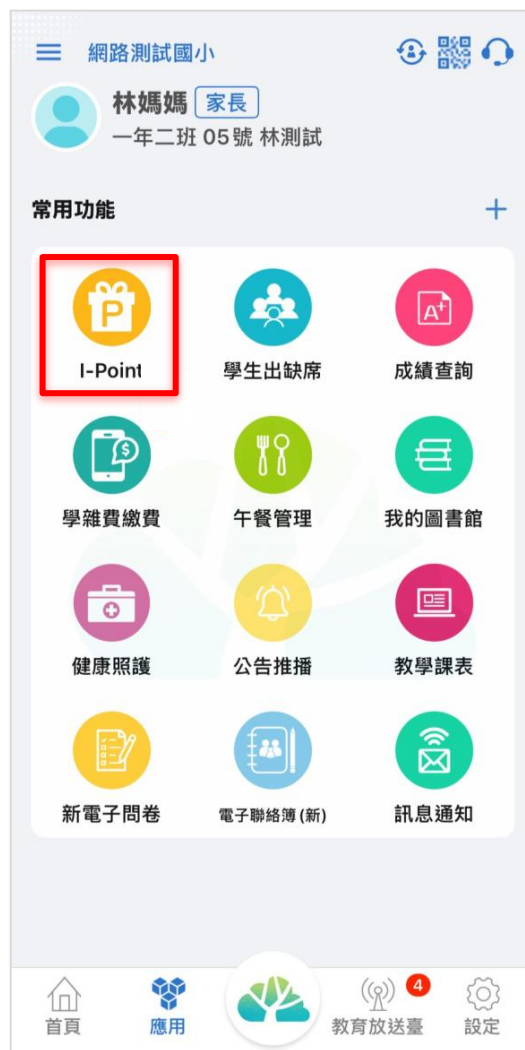 網路測試國小
林媽媽 家長
一年二班 05號 林測試
常用功能
P A+
I-Point 學生出缺席 成績查詢
$
學雜費繳費 午餐管理 我的圖書館
健康照護 公告推播 教學課表
新電子問卷 電子聯絡簿(新) 訊息通知
4
首頁 應用 教育放送臺 設定